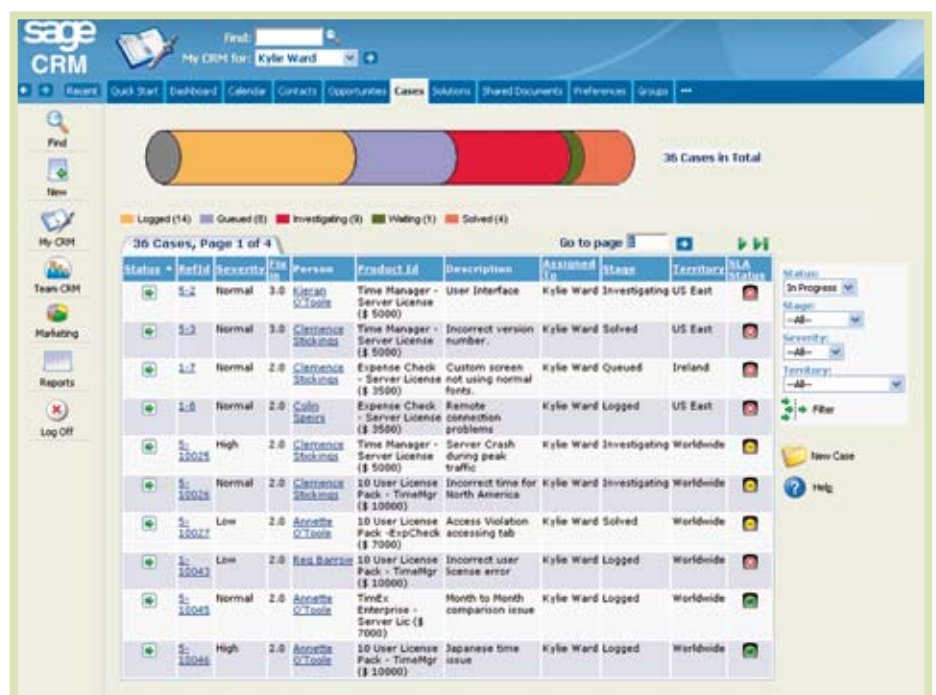 sage
CRM
Find:
My CRM for: Kylie Ward
Recent
Quick Start Dashboard Calendar Contacts Opportunities Cases Solutions Shared Documents Preferences Groups
Find
New
My CRM
Team CRM
Marketing
Reports
Log Off
36 Cases in Total
Logged (14) Queued (8) Investigating (9) Waiting (1) Solved (4)
36 Cases, Page 1 of 4
Go to page
Status RefId Severity Fix in Person Product Id Description Assigned To Stage Territory SLA Status
5-2 Normal 3.0 Kieran O'Toole Time Manager - Server License ($ 5000) User Interface Kylie Ward Investigating US East
5-3 Normal 3.0 Clemence Stickings Time Manager - Server License ($ 5000) Incorrect version number. Kylie Ward Solved US East
1-7 Normal 2.0 Clemence Stickings Expense Check - Server License ($ 3500) Custom screen not using normal fonts. Kylie Ward Queued Ireland
1-8 Normal 2.0 Colin Speirs Expense Check - Server License ($ 3500) Remote connection problems Kylie Ward Logged US East
5-10025 High 2.0 Clemence Stickings Time Manager - Server License ($ 5000) Server Crash during peak traffic Kylie Ward Investigating Worldwide
5-10026 Normal 2.0 Clemence Stickings 10 User License Pack - TimeMgr ($ 10000) Incorrect time for North America Kylie Ward Investigating Worldwide
5-10027 Low 2.0 Annette O'Toole 10 User License Pack -ExpCheck ($ 7000) Access Violation accessing tab Kylie Ward Solved Worldwide
1-10043 Low 2.0 Reg Barrow 10 User License Pack - TimeMgr ($ 10000) Incorrect user license error Kylie Ward Logged Worldwide
5-10045 Normal 2.0 Annette O'Toole TimEx Enterprise - Server Lic ($ 7000) Month to Month comparison issue Kylie Ward Logged Worldwide
5-10046 High 2.0 Annette O'Toole 10 User License Pack - TimeMgr ($ 10000) Japanese time issue Kylie Ward Logged Worldwide
Status:
In Progress
Stage:
--All--
Severity:
--All--
Territory:
--All--
Filter
New Case
Help